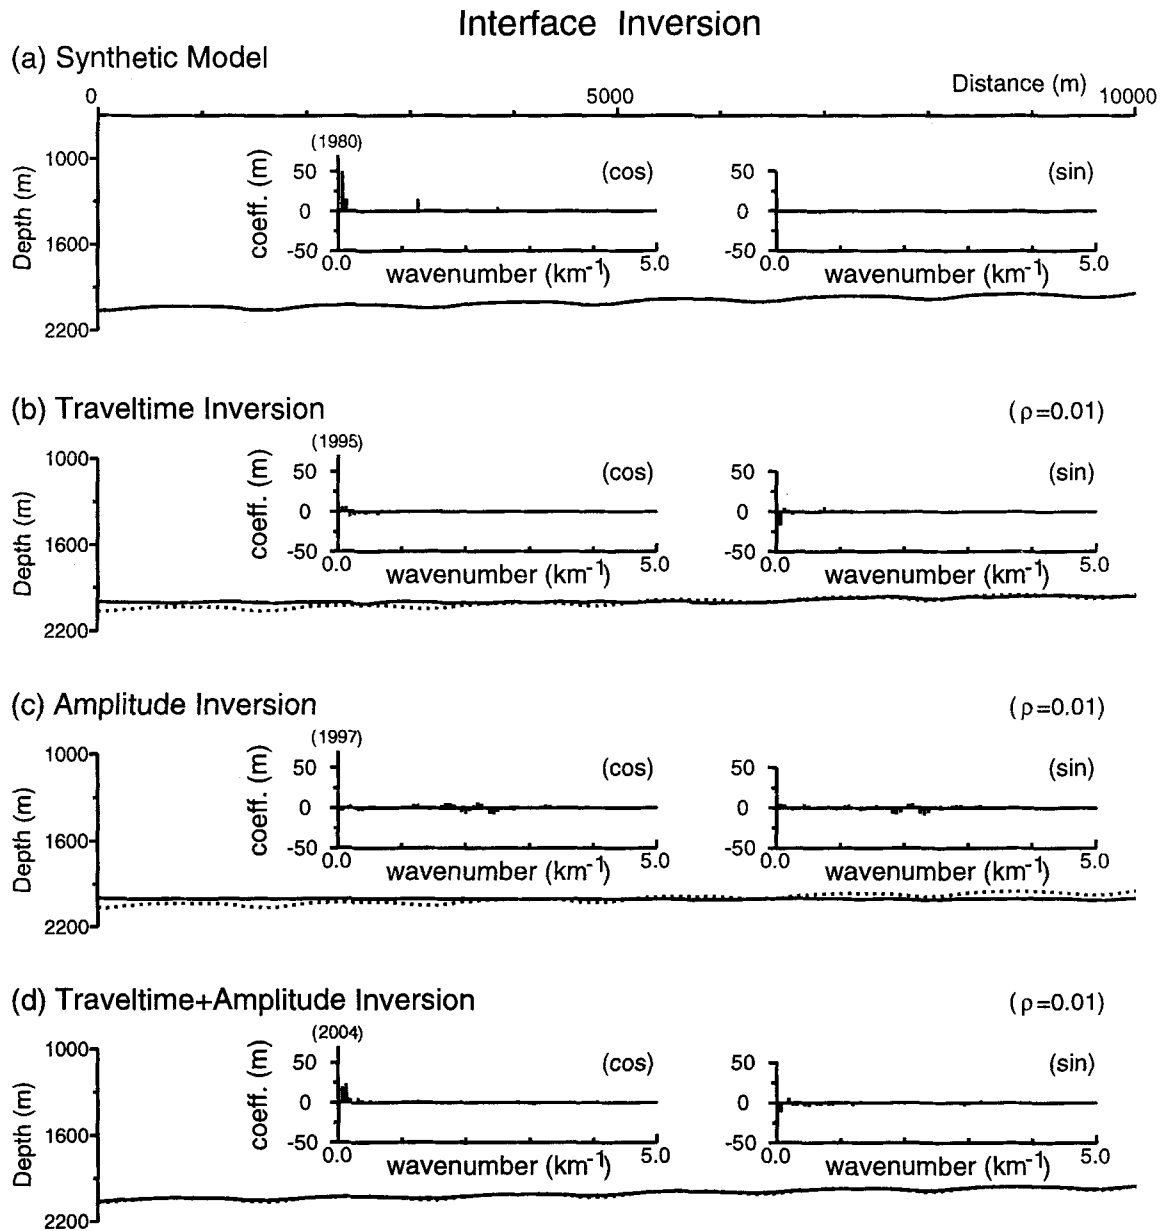 Interface Inversion
(a) Synthetic Model
Distance (m)
0 5000 10000
Depth (m)
1000
1600
2200
(1980)
coeff. (m)
50
0
-50
(cos)
0.0 5.0
wavenumber (km-1)
(sin)
50
0
-50
0.0 5.0
wavenumber (km-1)
(b) Traveltime Inversion
(ρ=0.01)
Depth (m)
1000
1600
2200
(1995)
coeff. (m)
50
0
-50
(cos)
0.0 5.0
wavenumber (km-1)
(sin)
50
0
-50
0.0 5.0
wavenumber (km-1)
(c) Amplitude Inversion
(ρ=0.01)
Depth (m)
1000
1600
2200
(1997)
coeff. (m)
50
0
-50
(cos)
0.0 5.0
wavenumber (km-1)
(sin)
50
0
-50
0.0 5.0
wavenumber (km-1)
(d) Traveltime+Amplitude Inversion
(ρ=0.01)
Depth (m)
1000
1600
2200
(2004)
coeff. (m)
50
0
-50
(cos)
0.0 5.0
wavenumber (km-1)
(sin)
50
0
-50
0.0 5.0
wavenumber (km-1)